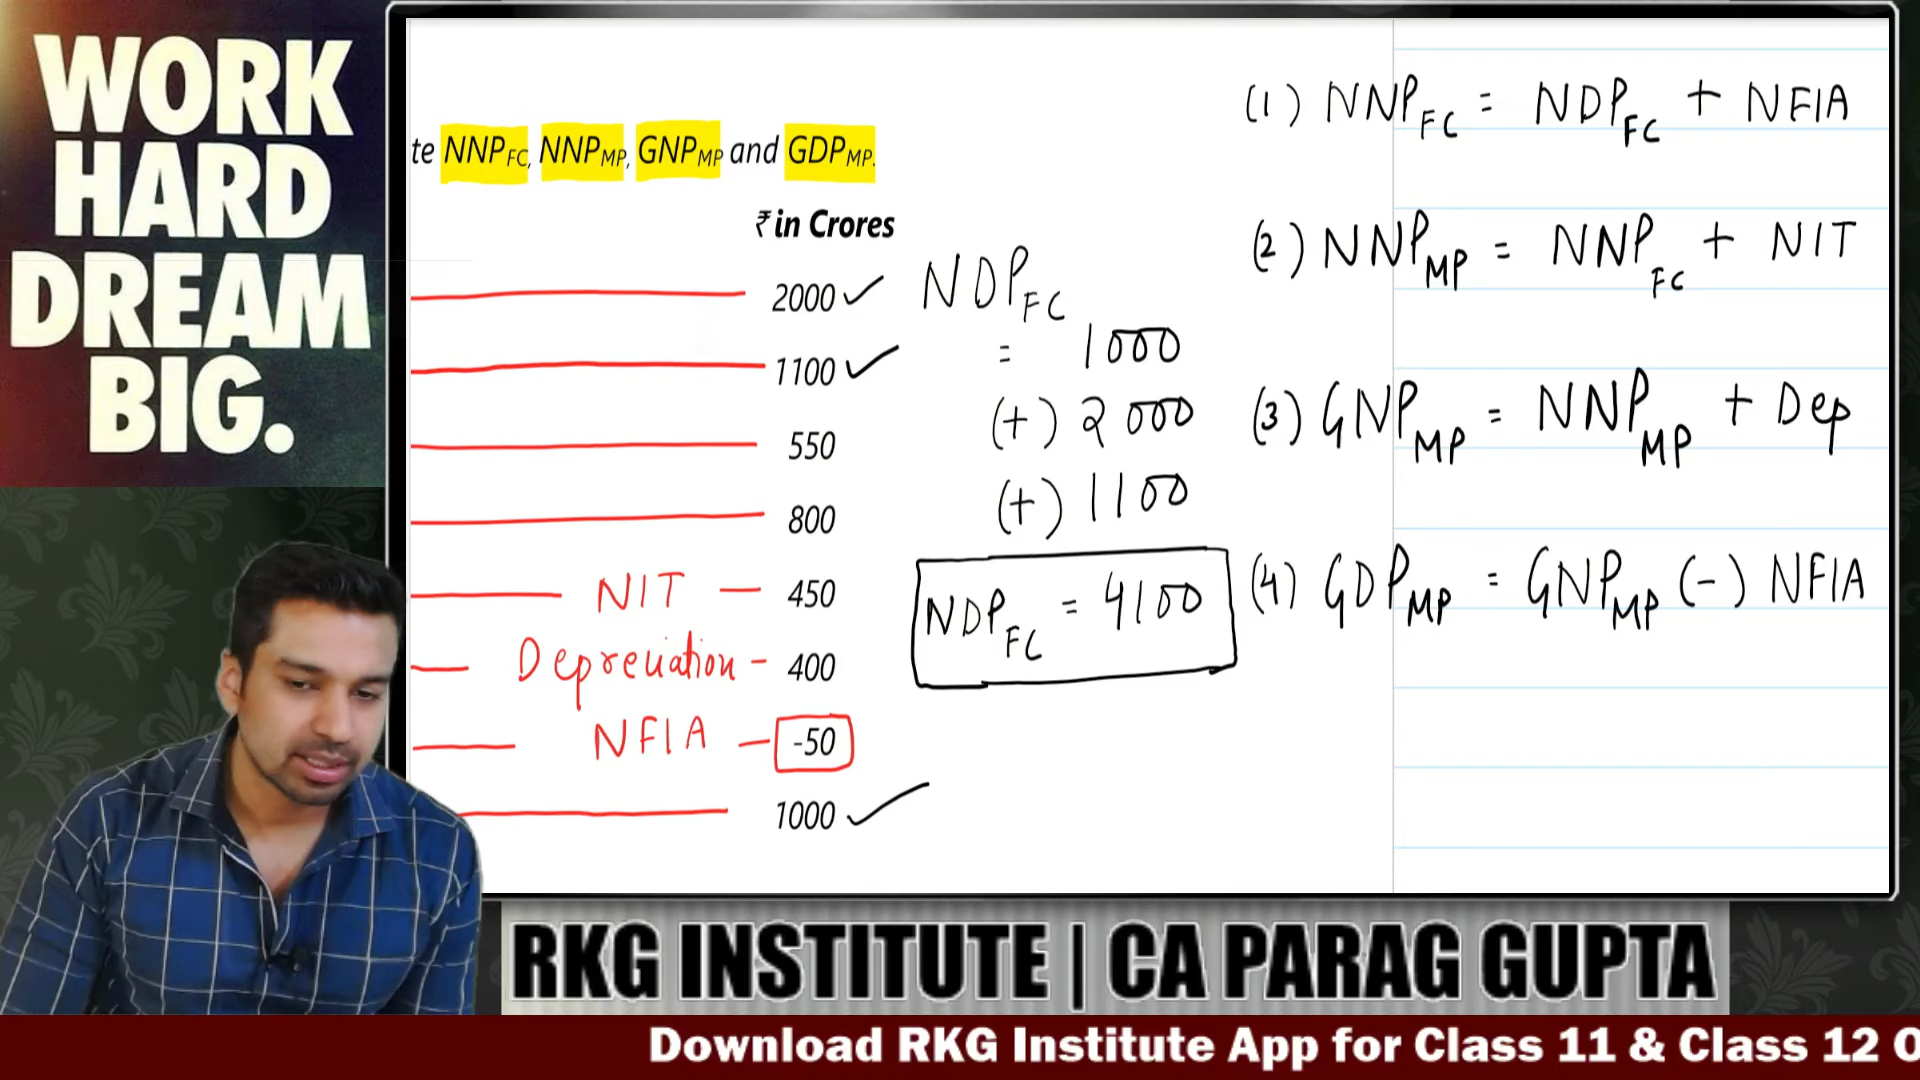 WORK
HARD
DREAM
BIG.
te NNPFC, NNPMP, GNPMP and GDPMP.
₹ in Crores
2000
1100
550
800
NIT 450
Depreciation - 400
NFIA -50
1000
NDPFC
= 1000
(+) 2000
(+) 1100
NDPFC = 4100
(1) NNPFC = NDPFC + NFIA
(2) NNPMP = NNPFC + NIT
(3) GNPMP = NNPMP + Dep
(4) GDPMP = GNPMP (-) NFIA
RKG INSTITUTE | CA PARAG GUPTA
Download RKG Institute App for Class 11 & Class 12 O